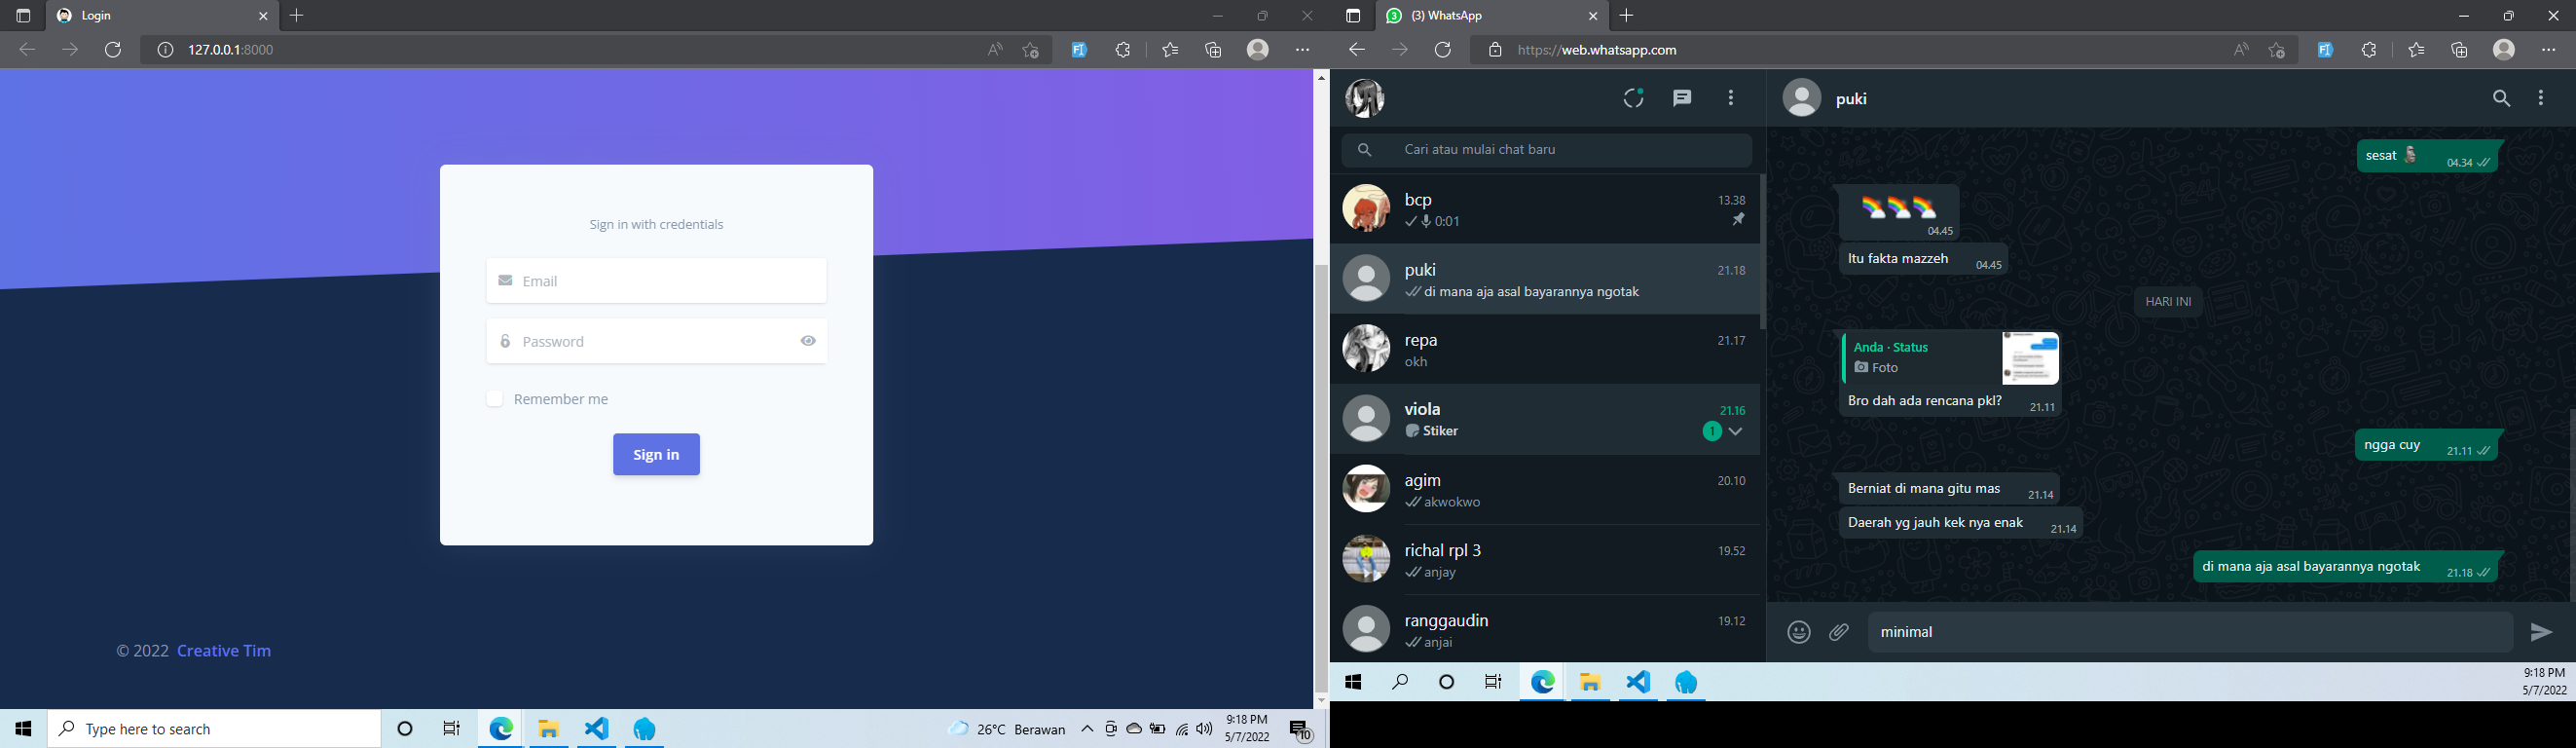 Login
127.0.0.1:8000
Sign in with credentials
Email
Password
Remember me
Sign in
© 2022 Creative Tim
Type here to search
26°C Berawan
9:18 PM
5/7/2022
10
(3) WhatsApp
https://web.whatsapp.com
Cari atau mulai chat baru
bcp
13.38
0:01
puki
21.18
di mana aja asal bayarannya ngotak
repa
21.17
okh
viola
21.16
Stiker
1
agim
20.10
akwokwo
richal rpl 3
19.52
anjay
ranggaudin
19.12
anjai
puki
sesat
04.34
04.45
Itu fakta mazzeh
04.45
HARI INI
Anda · Status
Foto
Bro dah ada rencana pkl?
21.11
ngga cuy
21.11
Berniat di mana gitu mas
21.14
Daerah yg jauh kek nya enak
21.14
di mana aja asal bayarannya ngotak
21.18
minimal
9:18 PM
5/7/2022